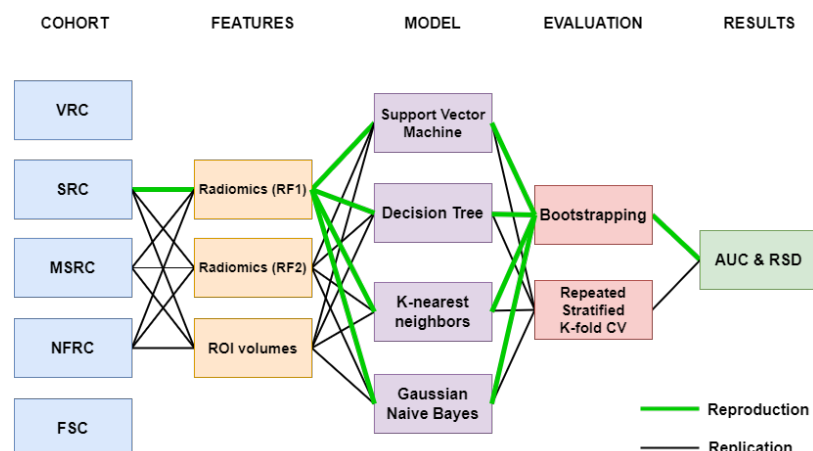 COHORT
FEATURES
MODEL
EVALUATION
RESULTS
VRC
SRC
MSRC
NFRC
FSC
Radiomics (RF1)
Radiomics (RF2)
ROI volumes
Support Vector
Machine
Decision Tree
K-nearest
neighbors
Gaussian
Naive Bayes
Bootstrapping
Repeated
Stratified
K-fold CV
AUC & RSD
Reproduction
Replication